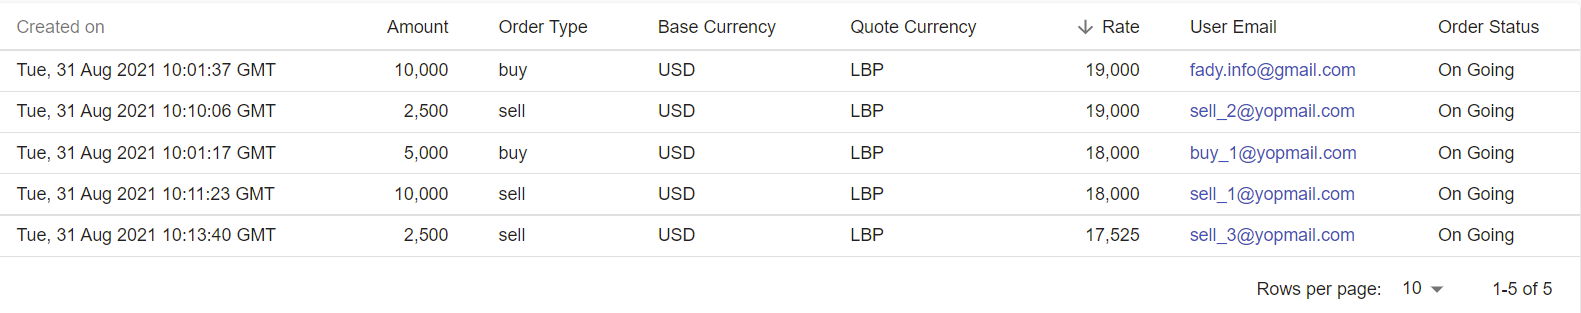 Created on Amount Order Type Base Currency Quote Currency Rate User Email Order Status
Tue, 31 Aug 2021 10:01:37 GMT 10,000 buy USD LBP 19,000 fady.info@gmail.com On Going
Tue, 31 Aug 2021 10:10:06 GMT 2,500 sell USD LBP 19,000 sell_2@yopmail.com On Going
Tue, 31 Aug 2021 10:01:17 GMT 5,000 buy USD LBP 18,000 buy_1@yopmail.com On Going
Tue, 31 Aug 2021 10:11:23 GMT 10,000 sell USD LBP 18,000 sell_1@yopmail.com On Going
Tue, 31 Aug 2021 10:13:40 GMT 2,500 sell USD LBP 17,525 sell_3@yopmail.com On Going
Rows per page: 10 1-5 of 5